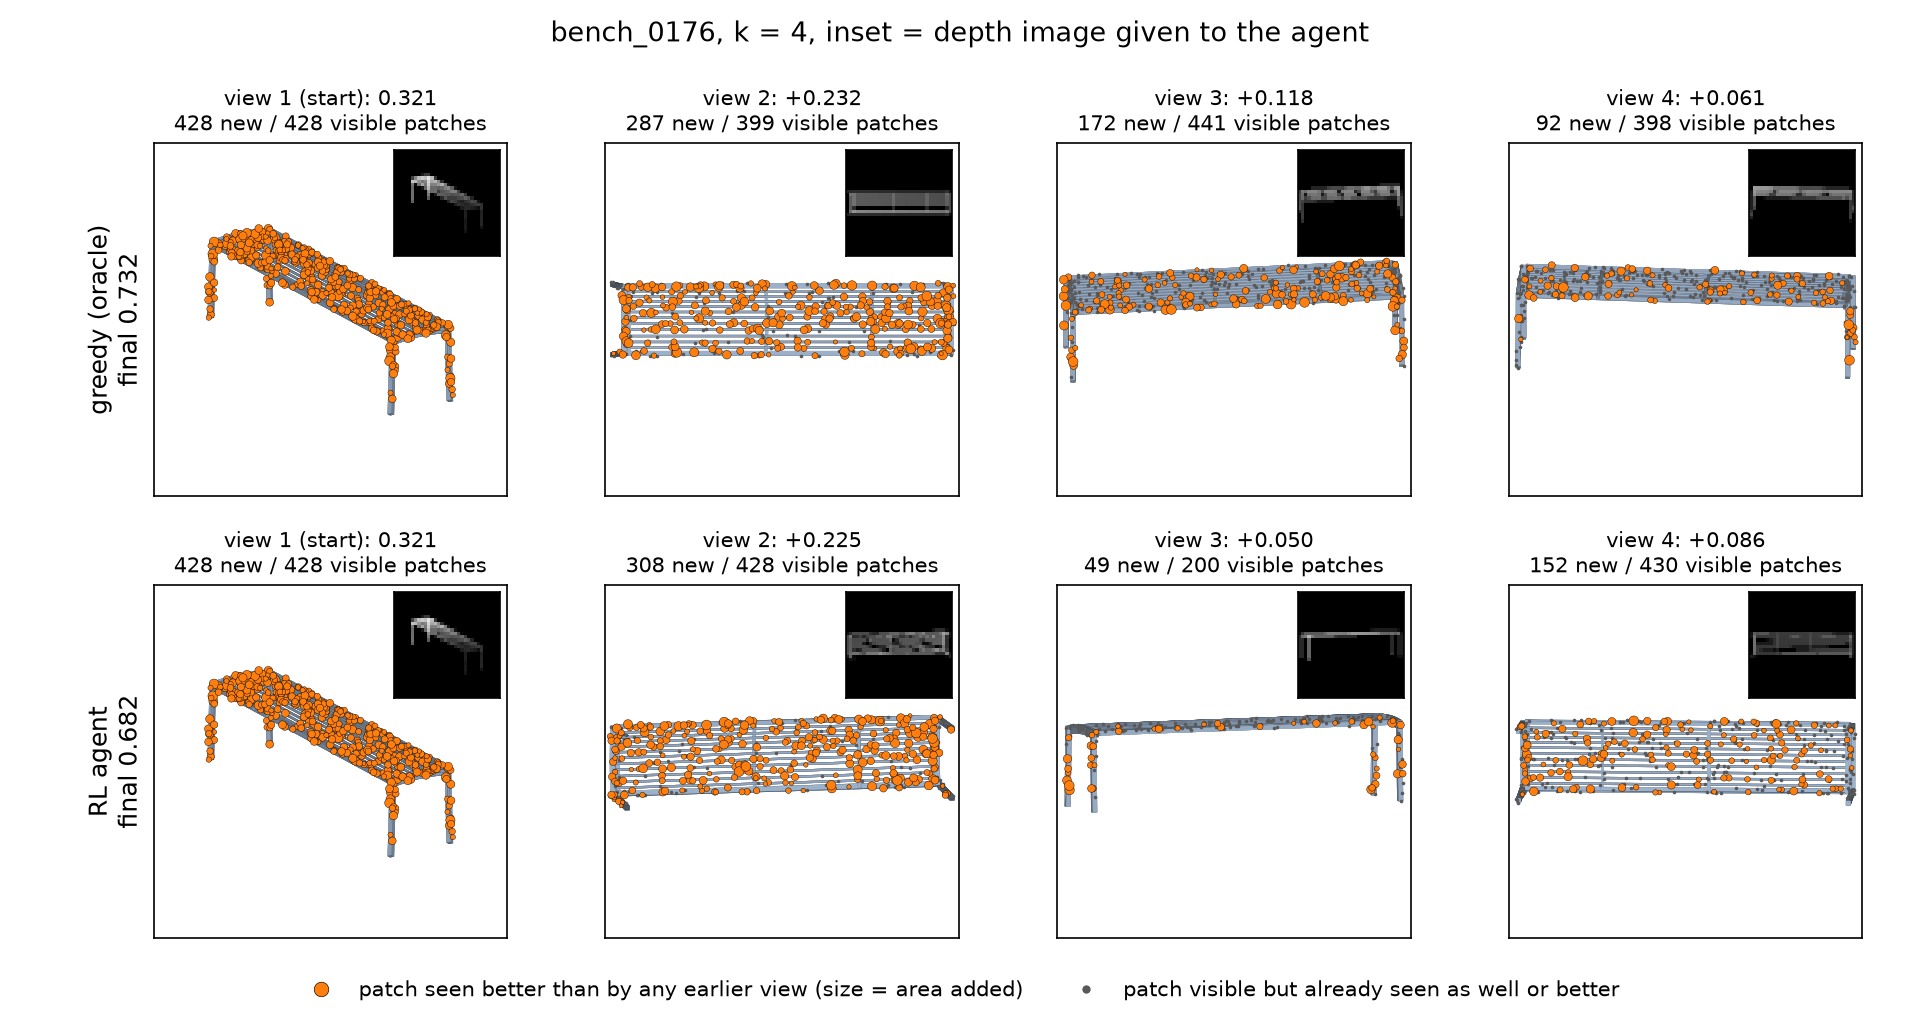 bench_0176, k = 4, inset = depth image given to the agent
view 1 (start): 0.321
428 new / 428 visible patches
view 2: +0.232
287 new / 399 visible patches
view 3: +0.118
172 new / 441 visible patches
view 4: +0.061
92 new / 398 visible patches
greedy (oracle)
final 0.732
view 1 (start): 0.321
428 new / 428 visible patches
view 2: +0.225
308 new / 428 visible patches
view 3: +0.050
49 new / 200 visible patches
view 4: +0.086
152 new / 430 visible patches
RL agent
final 0.682
patch seen better than by any earlier view (size = area added)
patch visible but already seen as well or better